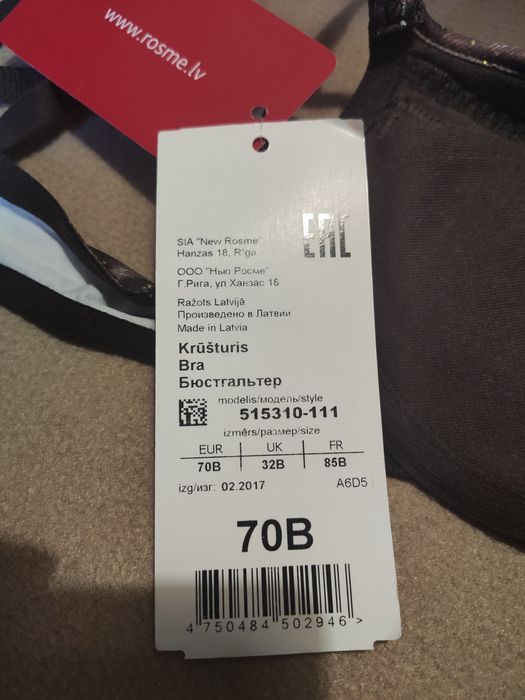 www.rosme.lv
EAC
SIA "New Rosme"
Hanzas 18, Rīga
ООО "Нью Росме"
Г.Рига, ул Ханзас 18
Ražots Latvijā
Произведено в Латвии
Made in Latvia
Krūšturis
Bra
Бюстгальтер
modelis/модель/style
515310-111
izmērs/размер/size
EUR UK FR
70B 32B 85B
izg/изг: 02.2017 A6D5
70B
4 750484 502946 >